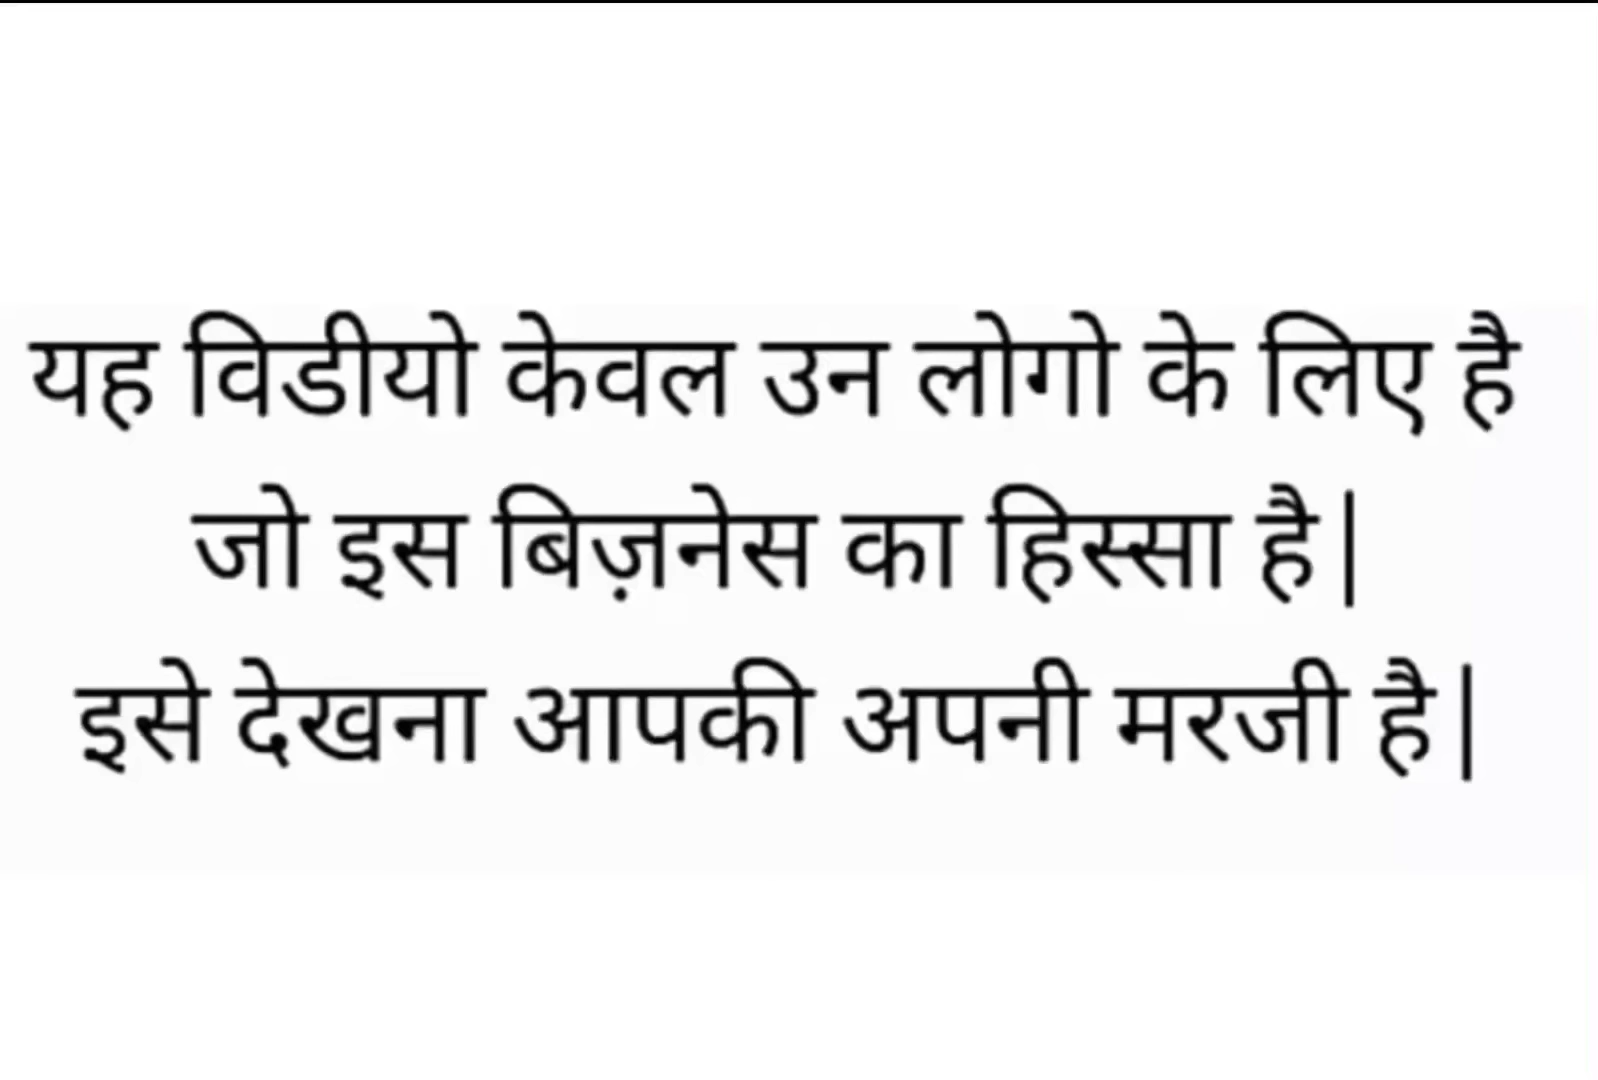 यह विडीयो केवल उन लोगो के लिए है
जो इस बिज़नेस का हिस्सा है|
इसे देखना आपकी अपनी मरजी है|